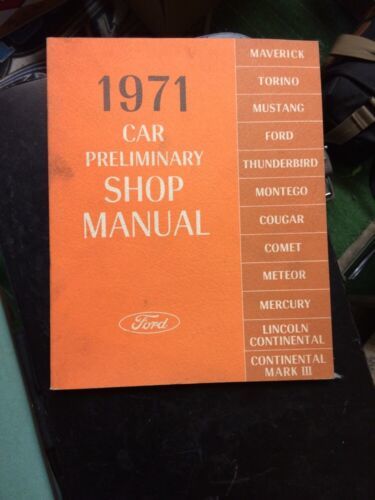 1971
CAR
PRELIMINARY
SHOP
MANUAL
Ford
MAVERICK
TORINO
MUSTANG
FORD
THUNDERBIRD
MONTEGO
COUGAR
COMET
METEOR
MERCURY
LINCOLN
CONTINENTAL
CONTINENTAL
MARK III